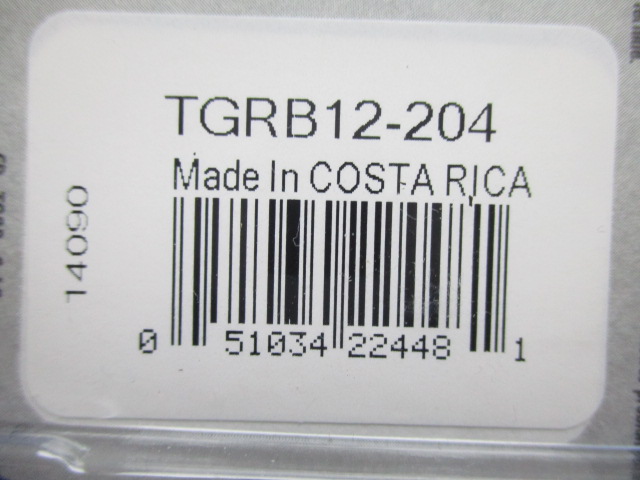 TGRB12-204
Made In COSTA RICA
14090
0 51034 22448 1